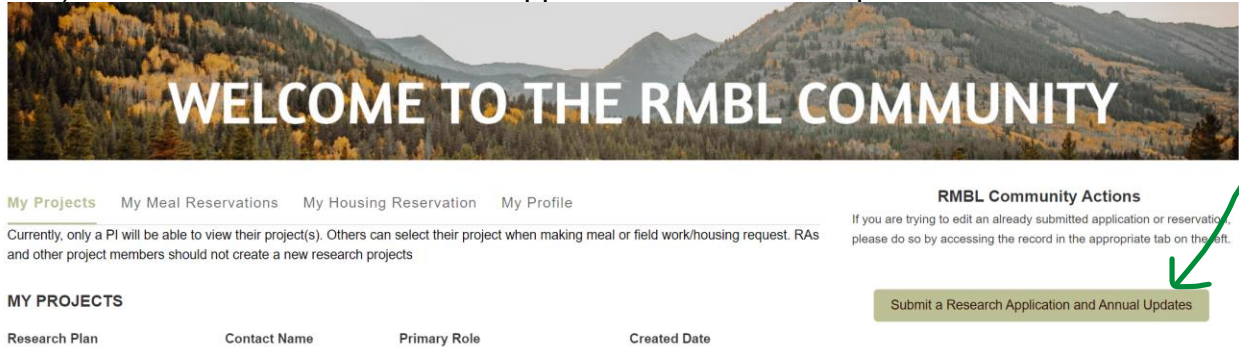 WELCOME TO THE RMBL COMMUNITY
My Projects My Meal Reservations My Housing Reservation My Profile
Currently, only a PI will be able to view their project(s). Others can select their project when making meal or field work/housing request. RAs
and other project members should not create a new research projects
MY PROJECTS
Research Plan Contact Name Primary Role Created Date
RMBL Community Actions
If you are trying to edit an already submitted application or reservation,
please do so by accessing the record in the appropriate tab on the left.
Submit a Research Application and Annual Updates